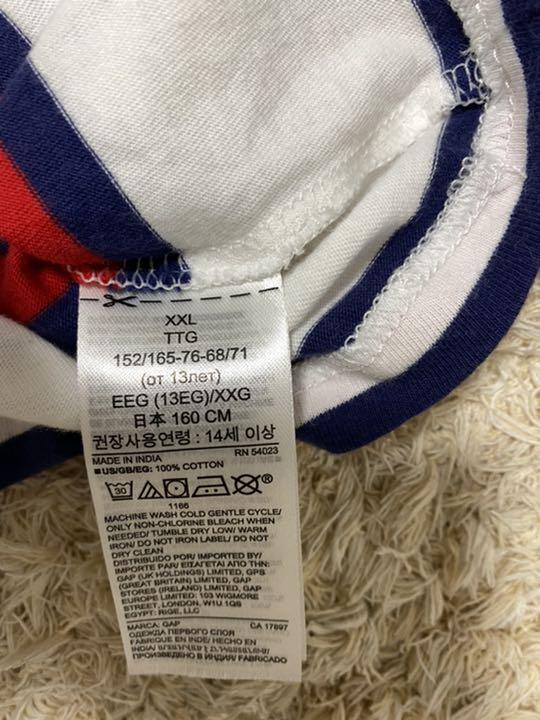 XXL
TTG
152/165-76-68/71
(от 13лет)
EEG (13EG)/XXG
日本 160 CM
권장사용연령 : 14세 이상
MADE IN INDIA RN 54023
■US/GB/EG: 100% COTTON
30
1166
MACHINE WASH COLD GENTLE CYCLE/
ONLY NON-CHLORINE BLEACH WHEN
NEEDED/ TUMBLE DRY LOW/ WARM
IRON/ DO NOT IRON LABEL/ DO NOT
DRY CLEAN
DISTRIBUIDO POR/ IMPORTED BY/
IMPORTE PAR/ ΕΙΣΑΓΕΤΑΙ ΑΠΟ ΤΗΝ:
GAP (UK HOLDINGS) LIMITED, GPS
(GREAT BRITAIN) LIMITED, GAP
STORES (IRELAND) LIMITED, GAP
EUROPE LIMITED: 103 WIGMORE
STREET, LONDON, W1U 1QS
EGYPT: RIGE, LLC
MARCA: GAP CA 17897
ОДЕЖДА ПЕРВОГО СЛОЯ
FABRIQUE EN INDE/ HECHO EN
INDIA/
ПРОИЗВЕДЕНО В ИНДИИ/ FABRICADO